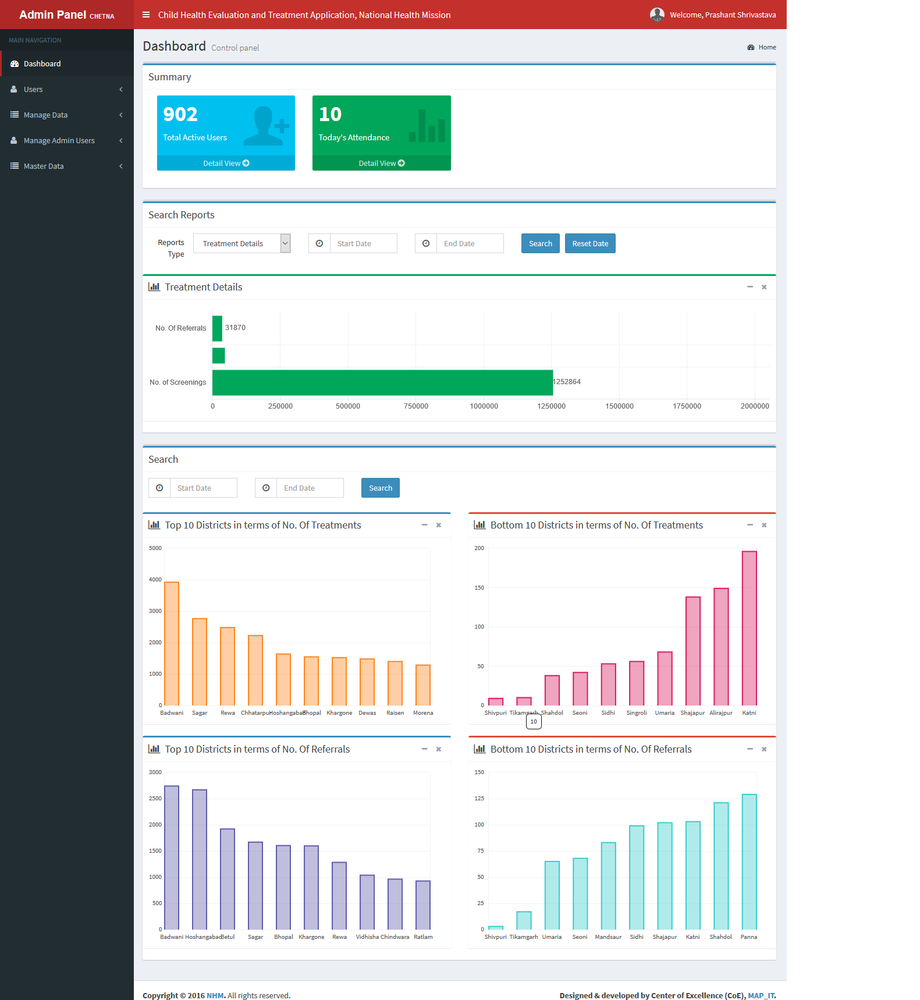 Admin Panel CHETNA
Child Health Evaluation and Treatment Application, National Health Mission
Welcome, Prashant Shrivastava
MAIN NAVIGATION
Dashboard
Users
Manage Data
Manage Admin Users
Master Data
Dashboard Control panel
Home
Summary
902
Total Active Users
Detail View
10
Today's Attendance
Detail View
Search Reports
Reports Type
Treatment Details
Start Date
End Date
Search
Reset Date
Treatment Details
No. Of Referrals
31870
No. of Screenings
1252864
0 250000 500000 750000 1000000 1250000 1500000 1750000 2000000
Search
Start Date
End Date
Search
Top 10 Districts in terms of No. Of Treatments
5000
4000
3000
2000
1000
0
Badwani Sagar Rewa Chhatarpur Hoshangabad Bhopal Khargone Dewas Raisen Morena
Bottom 10 Districts in terms of No. Of Treatments
200
150
100
50
0
Shivpuri Tikamgarh Shahdol Seoni Sidhi Singroli Umaria Shajapur Alirajpur Katni
10
Top 10 Districts in terms of No. Of Referrals
3000
2500
2000
1500
1000
500
0
Badwani Hoshangabad Betul Sagar Bhopal Khargone Rewa Vidhisha Chindwara Ratlam
Bottom 10 Districts in terms of No. Of Referrals
150
125
100
75
50
25
0
Shivpuri Tikamgarh Umaria Seoni Mandsaur Sidhi Shajapur Katni Shahdol Panna
Copyright © 2016 NHM. All rights reserved.
Designed & developed by Center of Excellence (CoE), MAP_IT.